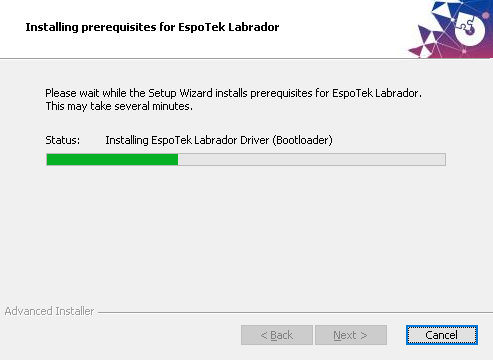 Installing prerequisites for EspoTek Labrador
Please wait while the Setup Wizard installs prerequisites for EspoTek Labrador.
This may take several minutes.
Status: Installing EspoTek Labrador Driver (Bootloader)
Advanced Installer
< Back Next > Cancel